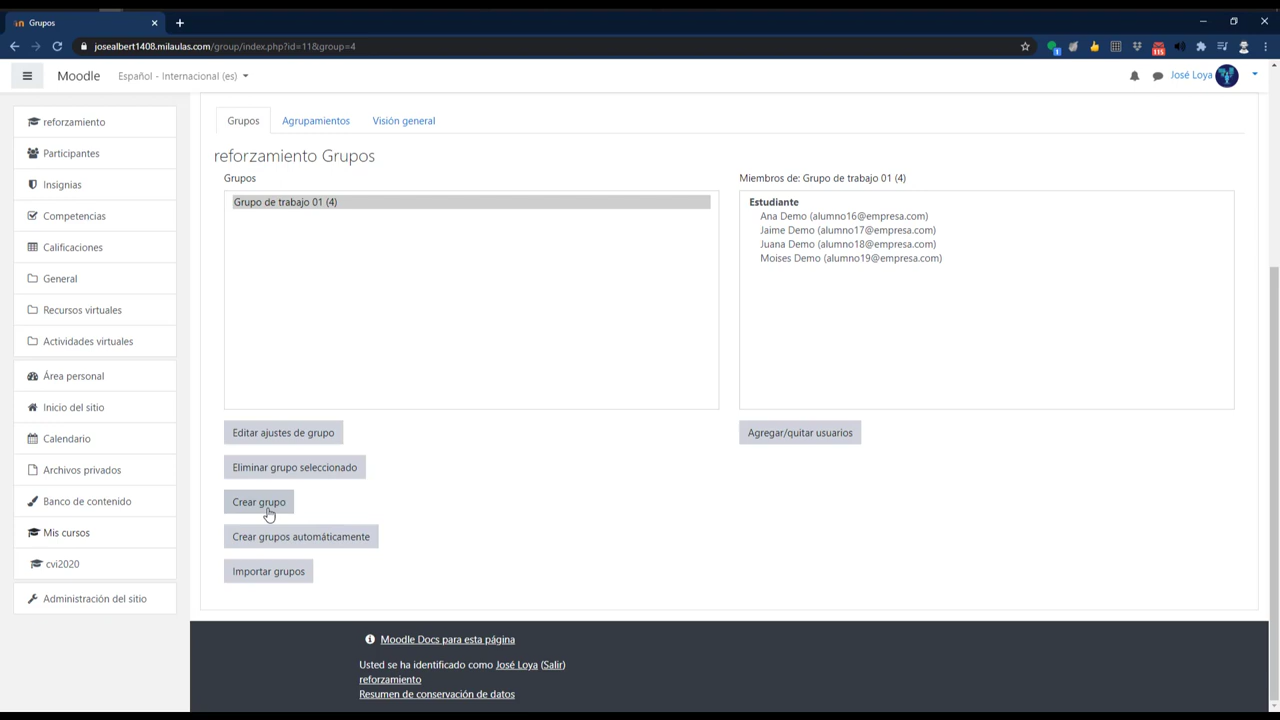 Grupos
josealbert1408.milaulas.com/group/index.php?id=11&group=4
Moodle
Español - Internacional (es)
José Loya
reforzamiento
Participantes
Insignias
Competencias
Calificaciones
General
Recursos virtuales
Actividades virtuales
Área personal
Inicio del sitio
Calendario
Archivos privados
Banco de contenido
Mis cursos
cvi2020
Administración del sitio
Grupos
Agrupamientos
Visión general
reforzamiento Grupos
Grupos
Grupo de trabajo 01 (4)
Editar ajustes de grupo
Eliminar grupo seleccionado
Crear grupo
Crear grupos automáticamente
Importar grupos
Miembros de: Grupo de trabajo 01 (4)
Estudiante
Ana Demo (alumno16@empresa.com)
Jaime Demo (alumno17@empresa.com)
Juana Demo (alumno18@empresa.com)
Moises Demo (alumno19@empresa.com)
Agregar/quitar usuarios
Moodle Docs para esta página
Usted se ha identificado como José Loya (Salir)
reforzamiento
Resumen de conservación de datos